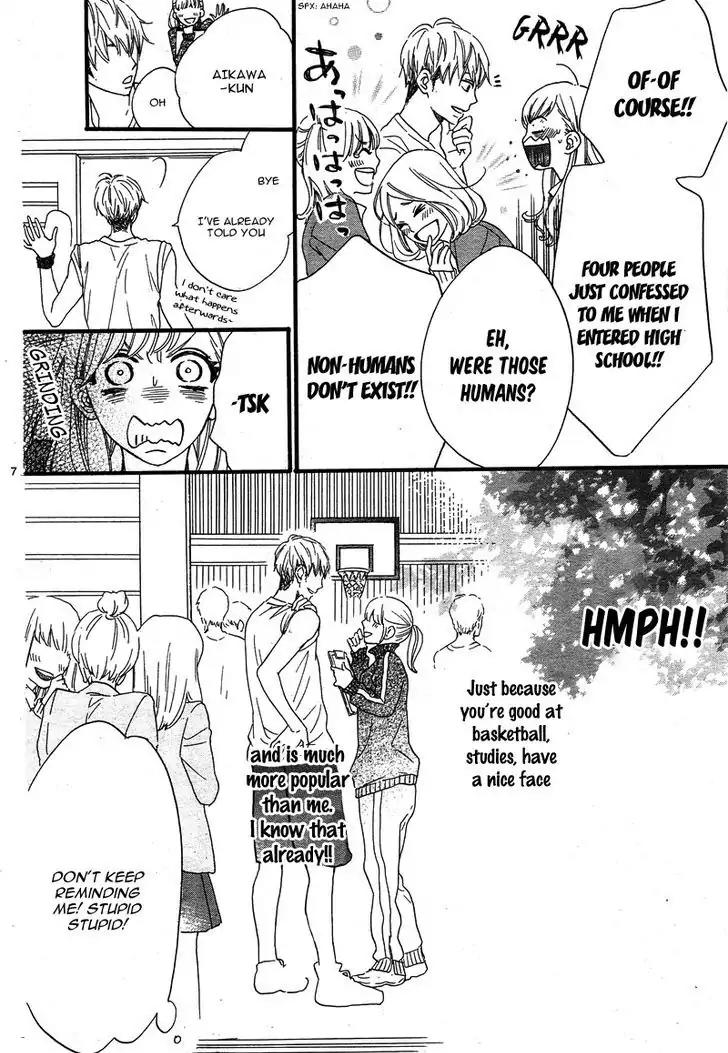 GRRR
OF-OF
COURSE!!
FOUR PEOPLE
JUST CONFESSED
TO ME WHEN I
ENTERED HIGH
SCHOOL!!
SFX: AHAHA
あっはっはっはっ
EH,
WERE THOSE
HUMANS?
NON-HUMANS
DON'T EXIST!!
AIKAWA
-KUN
OH
BYE
I'VE ALREADY
TOLD YOU
I don't care
what happens
afterwards~
-TSK
GRINDING
7
HMPH!!
Just because
you're good at
basketball,
studies, have
a nice face
and is much
more popular
than me.
I know that
already!!
DON'T KEEP
REMINDING
ME! STUPID
STUPID!